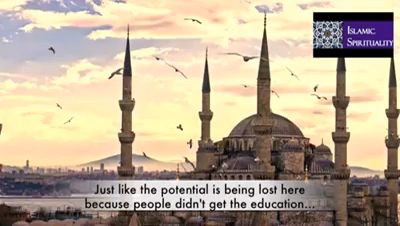 ISLAMIC
SPIRITUALITY
Just like the potential is being lost here
because people didn't get the education...